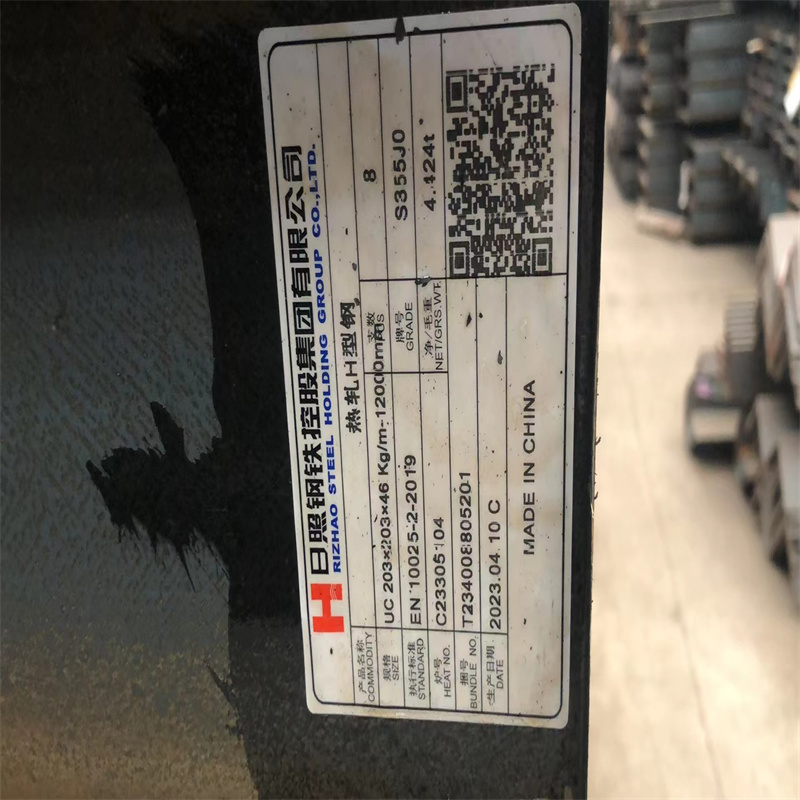 日照钢铁控股集团有限公司
RIZHAO STEEL HOLDING GROUP CO.,LTD.
产品名称 COMMODITY 热轧H型钢
规格 SIZE UC 203×203×46 Kg/m-12000mm 支数 8
执行标准 STANDARD EN 10025-2-2019 牌号 GRADE S355J0
炉号 HEAT NO. C23305104 净/毛重 NET/GRS.WT. 4.424t
捆号 BUNDLE NO. T234008805201
生产日期 DATE 2023.04.10 C
MADE IN CHINA